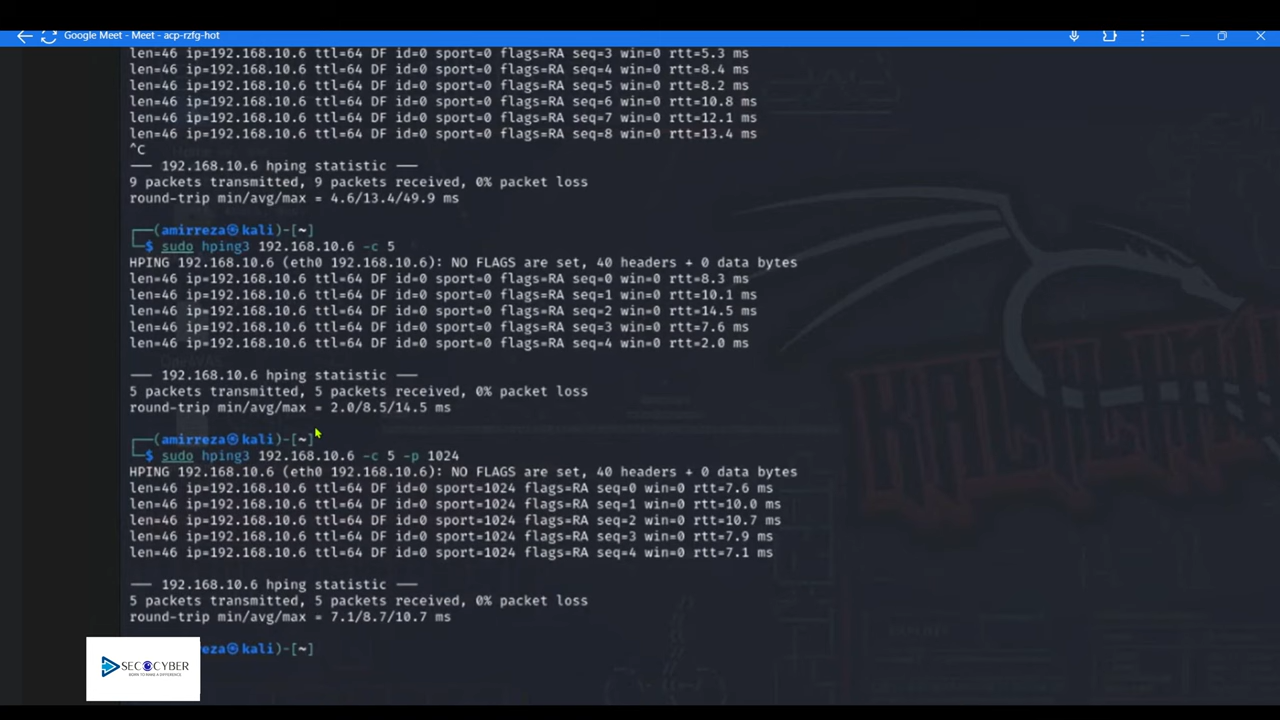 Google Meet - Meet - acp-rzfg-hot
len=46 ip=192.168.10.6 ttl=64 DF id=0 sport=0 flags=RA seq=3 win=0 rtt=5.3 ms
len=46 ip=192.168.10.6 ttl=64 DF id=0 sport=0 flags=RA seq=4 win=0 rtt=8.4 ms
len=46 ip=192.168.10.6 ttl=64 DF id=0 sport=0 flags=RA seq=5 win=0 rtt=8.2 ms
len=46 ip=192.168.10.6 ttl=64 DF id=0 sport=0 flags=RA seq=6 win=0 rtt=10.8 ms
len=46 ip=192.168.10.6 ttl=64 DF id=0 sport=0 flags=RA seq=7 win=0 rtt=12.1 ms
len=46 ip=192.168.10.6 ttl=64 DF id=0 sport=0 flags=RA seq=8 win=0 rtt=13.4 ms
^C
— 192.168.10.6 hping statistic —
9 packets transmitted, 9 packets received, 0% packet loss
round-trip min/avg/max = 4.6/13.4/49.9 ms
┌──(amirreza㉿kali)-[~]
└─$ sudo hping3 192.168.10.6 -c 5
HPING 192.168.10.6 (eth0 192.168.10.6): NO FLAGS are set, 40 headers + 0 data bytes
len=46 ip=192.168.10.6 ttl=64 DF id=0 sport=0 flags=RA seq=0 win=0 rtt=8.3 ms
len=46 ip=192.168.10.6 ttl=64 DF id=0 sport=0 flags=RA seq=1 win=0 rtt=10.1 ms
len=46 ip=192.168.10.6 ttl=64 DF id=0 sport=0 flags=RA seq=2 win=0 rtt=14.5 ms
len=46 ip=192.168.10.6 ttl=64 DF id=0 sport=0 flags=RA seq=3 win=0 rtt=7.6 ms
len=46 ip=192.168.10.6 ttl=64 DF id=0 sport=0 flags=RA seq=4 win=0 rtt=2.0 ms
— 192.168.10.6 hping statistic —
5 packets transmitted, 5 packets received, 0% packet loss
round-trip min/avg/max = 2.0/8.5/14.5 ms
┌──(amirreza㉿kali)-[~]
└─$ sudo hping3 192.168.10.6 -c 5 -p 1024
HPING 192.168.10.6 (eth0 192.168.10.6): NO FLAGS are set, 40 headers + 0 data bytes
len=46 ip=192.168.10.6 ttl=64 DF id=0 sport=1024 flags=RA seq=0 win=0 rtt=7.6 ms
len=46 ip=192.168.10.6 ttl=64 DF id=0 sport=1024 flags=RA seq=1 win=0 rtt=10.0 ms
len=46 ip=192.168.10.6 ttl=64 DF id=0 sport=1024 flags=RA seq=2 win=0 rtt=10.7 ms
len=46 ip=192.168.10.6 ttl=64 DF id=0 sport=1024 flags=RA seq=3 win=0 rtt=7.9 ms
len=46 ip=192.168.10.6 ttl=64 DF id=0 sport=1024 flags=RA seq=4 win=0 rtt=7.1 ms
— 192.168.10.6 hping statistic —
5 packets transmitted, 5 packets received, 0% packet loss
round-trip min/avg/max = 7.1/8.7/10.7 ms
reza㉿kali)-[~]
SECOCYBER
BORN TO MAKE A DIFFERENCE